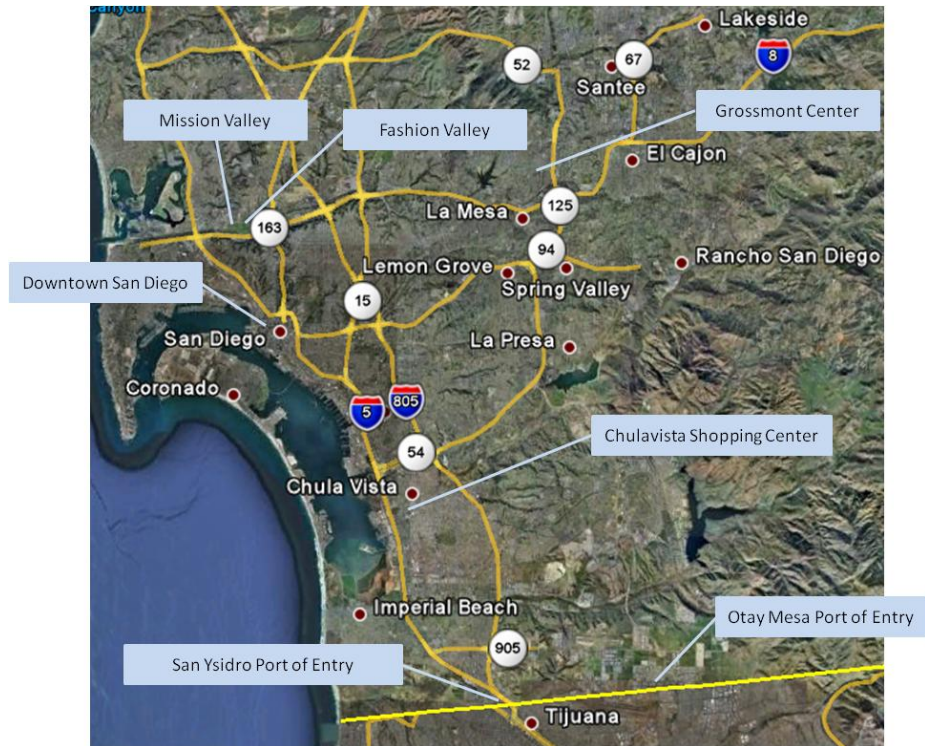 Canyon
Lakeside
52
67
8
Santee
Mission Valley
Fashion Valley
Grossmont Center
El Cajon
125
La Mesa
163
94
Lemon Grove
Rancho San Diego
Downtown San Diego
Spring Valley
15
San Diego
La Presa
Coronado
5
805
Chulavista Shopping Center
54
Chula Vista
Imperial Beach
Otay Mesa Port of Entry
905
San Ysidro Port of Entry
Tijuana